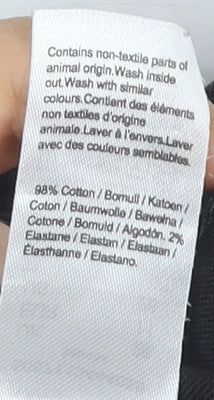 Contains non-textile parts of
animal origin.Wash inside
out.Wash with similar
colours.Contient des éléments
non textiles d'origine
animale.Laver à l'envers.Laver
avec des couleurs semblables.
98% Cotton / Bomull / Katoen /
Coton / Baumwolle / Bawełna /
Cotone / Bomuld / Algodón. 2%
Elastane / Elastan / Elastaan /
Élasthanne / Elastano.